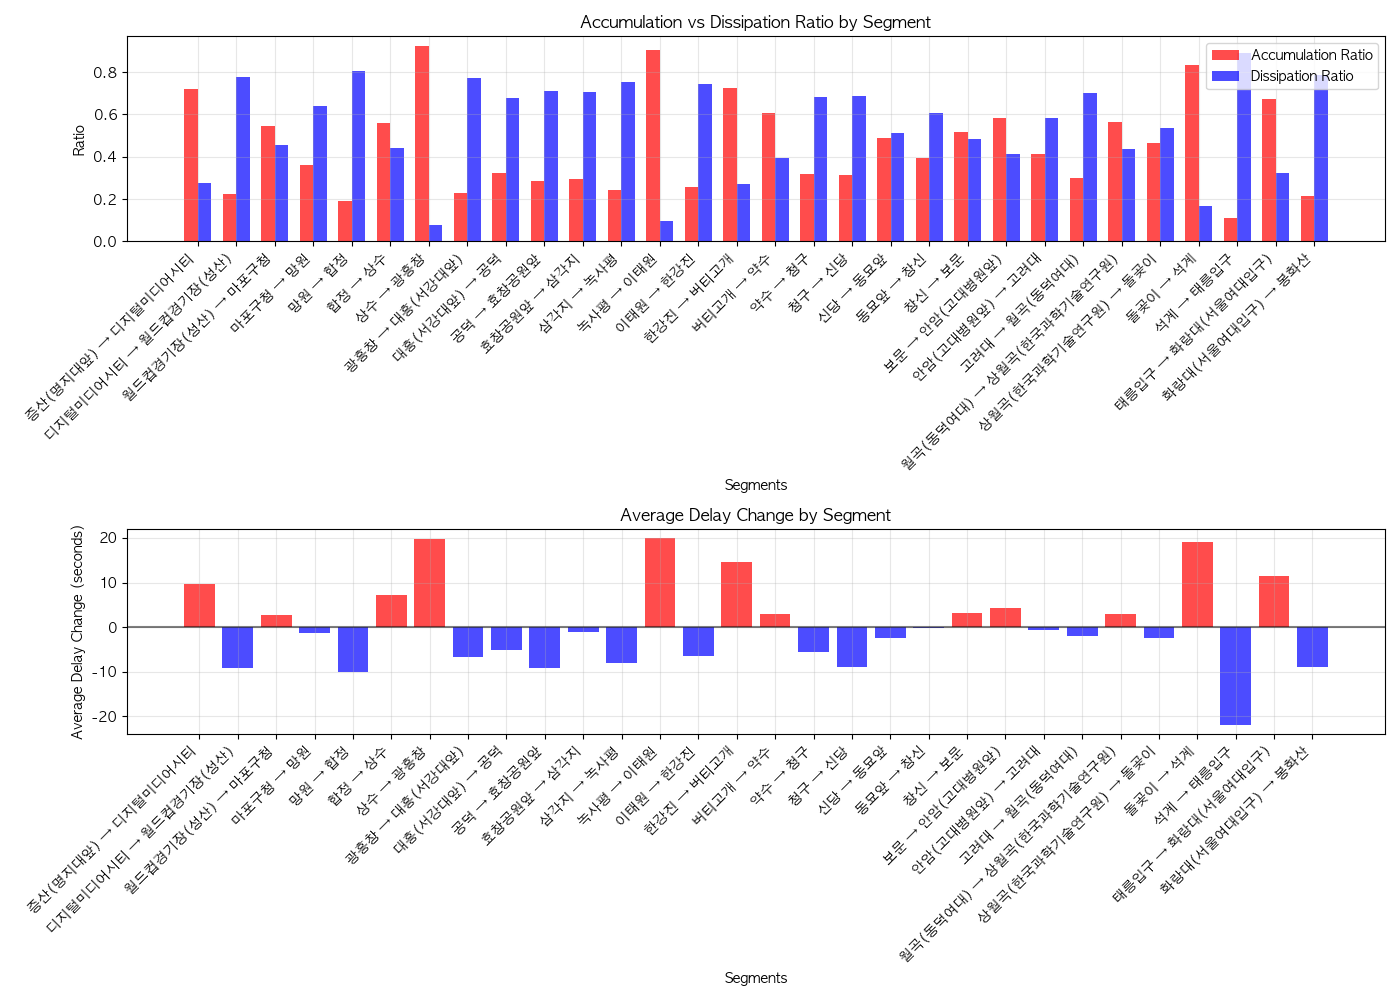 Accumulation vs Dissipation Ratio by Segment
Accumulation Ratio
Dissipation Ratio
Ratio
0.8
0.6
0.4
0.2
0.0
증산(명지대앞) → 디지털미디어시티
디지털미디어시티 → 월드컵경기장(성산)
월드컵경기장(성산) → 마포구청
마포구청 → 망원
망원 → 합정
합정 → 상수
상수 → 광흥창
광흥창 → 대흥(서강대앞)
대흥(서강대앞) → 공덕
공덕 → 효창공원앞
효창공원앞 → 삼각지
삼각지 → 녹사평
녹사평 → 이태원
이태원 → 한강진
한강진 → 버티고개
버티고개 → 약수
약수 → 청구
청구 → 신당
신당 → 동묘앞
동묘앞 → 창신
창신 → 보문
보문 → 안암(고대병원앞)
안암(고대병원앞) → 고려대
고려대 → 월곡(동덕여대)
월곡(동덕여대) → 상월곡(한국과학기술연구원)
상월곡(한국과학기술연구원) → 돌곶이
돌곶이 → 석계
석계 → 태릉입구
태릉입구 → 화랑대(서울여대입구)
화랑대(서울여대입구) → 봉화산
Segments
Average Delay Change by Segment
Average Delay Change (seconds)
20
10
0
-10
-20
증산(명지대앞) → 디지털미디어시티
디지털미디어시티 → 월드컵경기장(성산)
월드컵경기장(성산) → 마포구청
마포구청 → 망원
망원 → 합정
합정 → 상수
상수 → 광흥창
광흥창 → 대흥(서강대앞)
대흥(서강대앞) → 공덕
공덕 → 효창공원앞
효창공원앞 → 삼각지
삼각지 → 녹사평
녹사평 → 이태원
이태원 → 한강진
한강진 → 버티고개
버티고개 → 약수
약수 → 청구
청구 → 신당
신당 → 동묘앞
동묘앞 → 창신
창신 → 보문
보문 → 안암(고대병원앞)
안암(고대병원앞) → 고려대
고려대 → 월곡(동덕여대)
월곡(동덕여대) → 상월곡(한국과학기술연구원)
상월곡(한국과학기술연구원) → 돌곶이
돌곶이 → 석계
석계 → 태릉입구
태릉입구 → 화랑대(서울여대입구)
화랑대(서울여대입구) → 봉화산
Segments